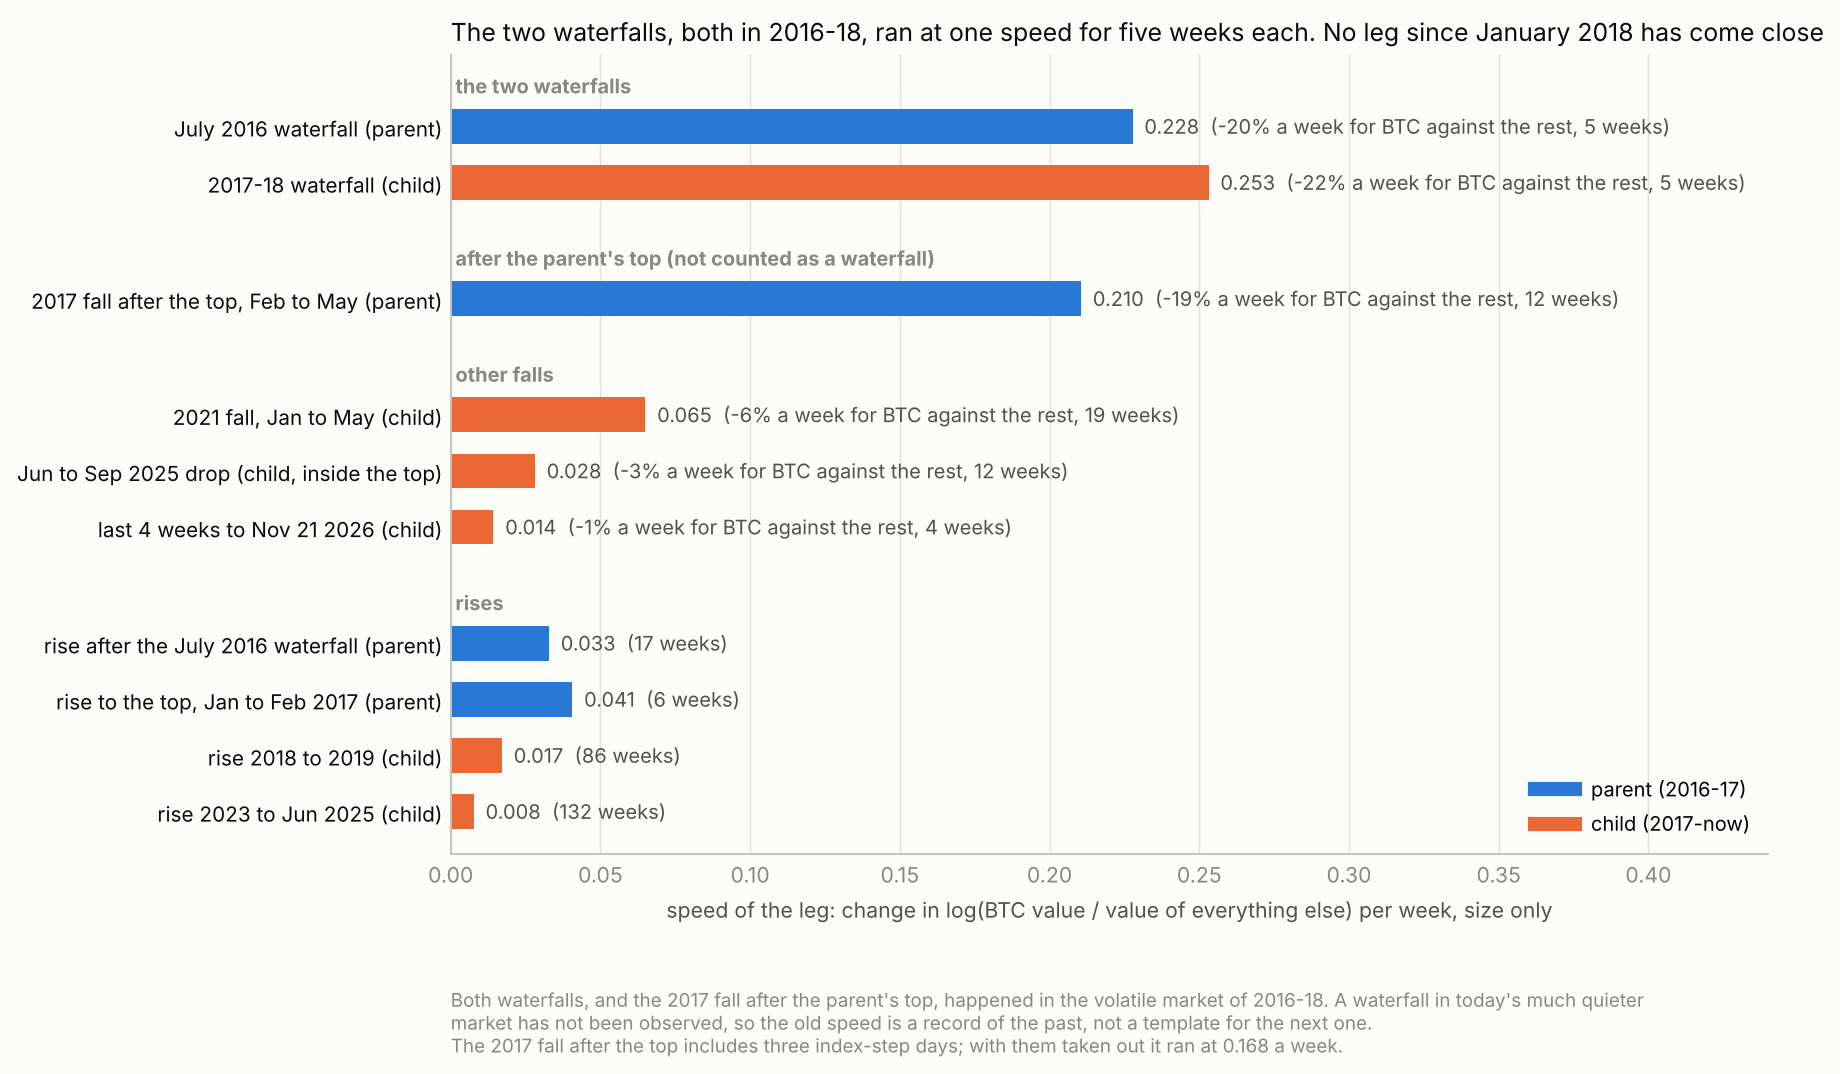 The two waterfalls, both in 2016-18, ran at one speed for five weeks each. No leg since January 2018 has come close
the two waterfalls
July 2016 waterfall (parent)
0.228 (-20% a week for BTC against the rest, 5 weeks)
2017-18 waterfall (child)
0.253 (-22% a week for BTC against the rest, 5 weeks)
after the parent's top (not counted as a waterfall)
2017 fall after the top, Feb to May (parent)
0.210 (-19% a week for BTC against the rest, 12 weeks)
other falls
2021 fall, Jan to May (child)
0.065 (-6% a week for BTC against the rest, 19 weeks)
Jun to Sep 2025 drop (child, inside the top)
0.028 (-3% a week for BTC against the rest, 12 weeks)
last 4 weeks to Nov 21 2026 (child)
0.014 (-1% a week for BTC against the rest, 4 weeks)
rises
rise after the July 2016 waterfall (parent)
0.033 (17 weeks)
rise to the top, Jan to Feb 2017 (parent)
0.041 (6 weeks)
rise 2018 to 2019 (child)
0.017 (86 weeks)
rise 2023 to Jun 2025 (child)
0.008 (132 weeks)
parent (2016-17)
child (2017-now)
0.00 0.05 0.10 0.15 0.20 0.25 0.30 0.35 0.40
speed of the leg: change in log(BTC value / value of everything else) per week, size only
Both waterfalls, and the 2017 fall after the parent's top, happened in the volatile market of 2016-18. A waterfall in today's much quieter
market has not been observed, so the old speed is a record of the past, not a template for the next one.
The 2017 fall after the top includes three index-step days; with them taken out it ran at 0.168 a week.